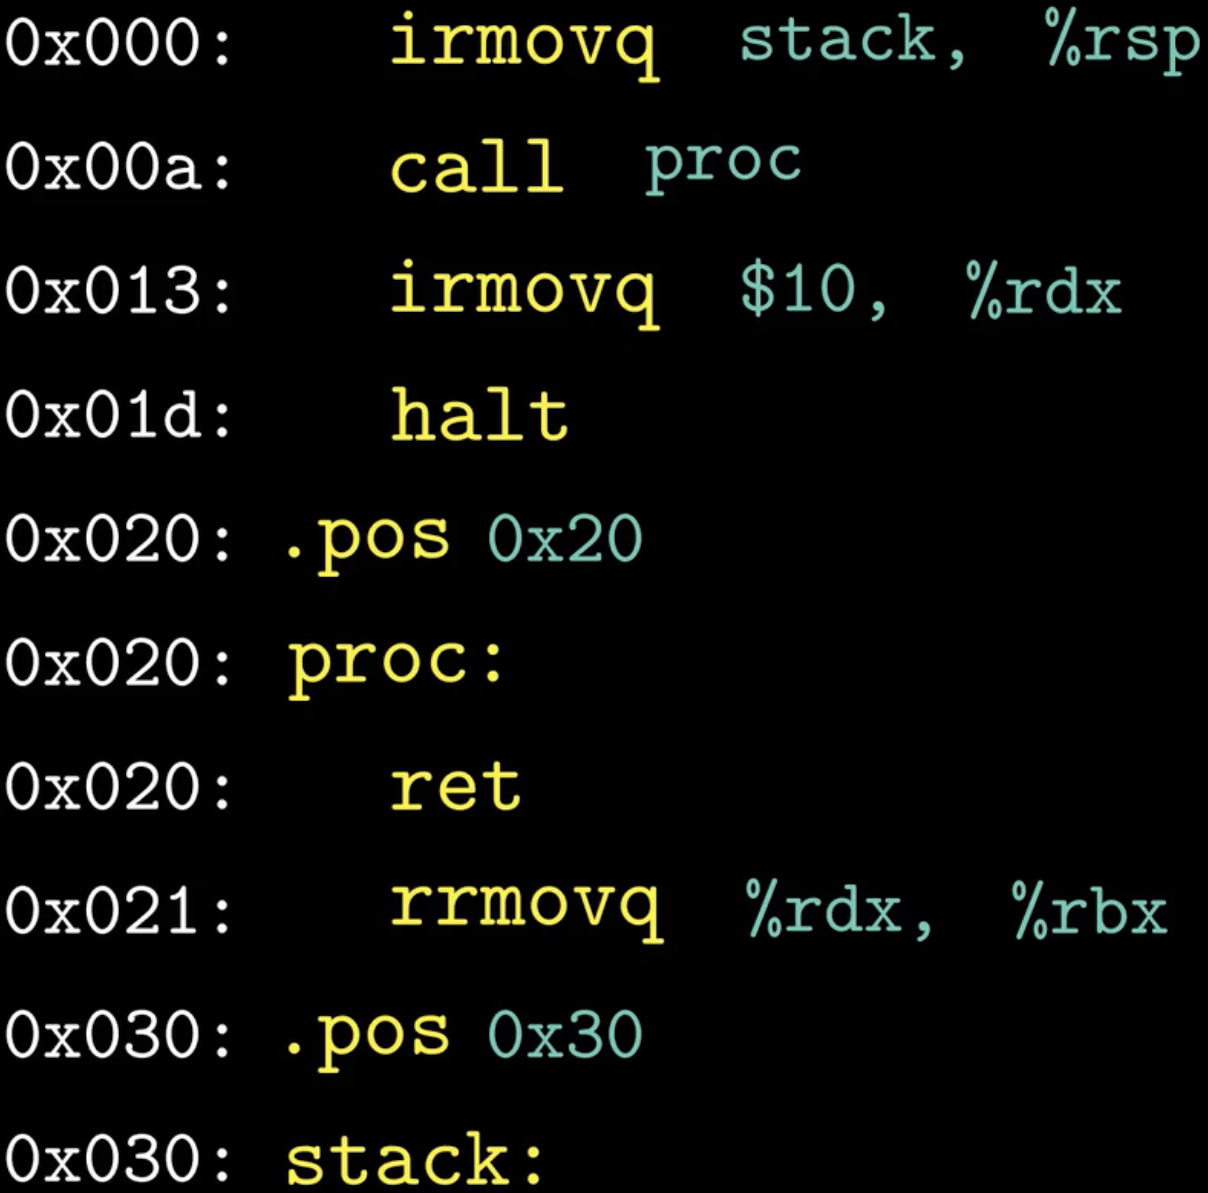 0x000: irmovq stack, %rsp
0x00a: call proc
0x013: irmovq $10, %rdx
0x01d: halt
0x020: .pos 0x20
0x020: proc:
0x020: ret
0x021: rrmovq %rdx, %rbx
0x030: .pos 0x30
0x030: stack: